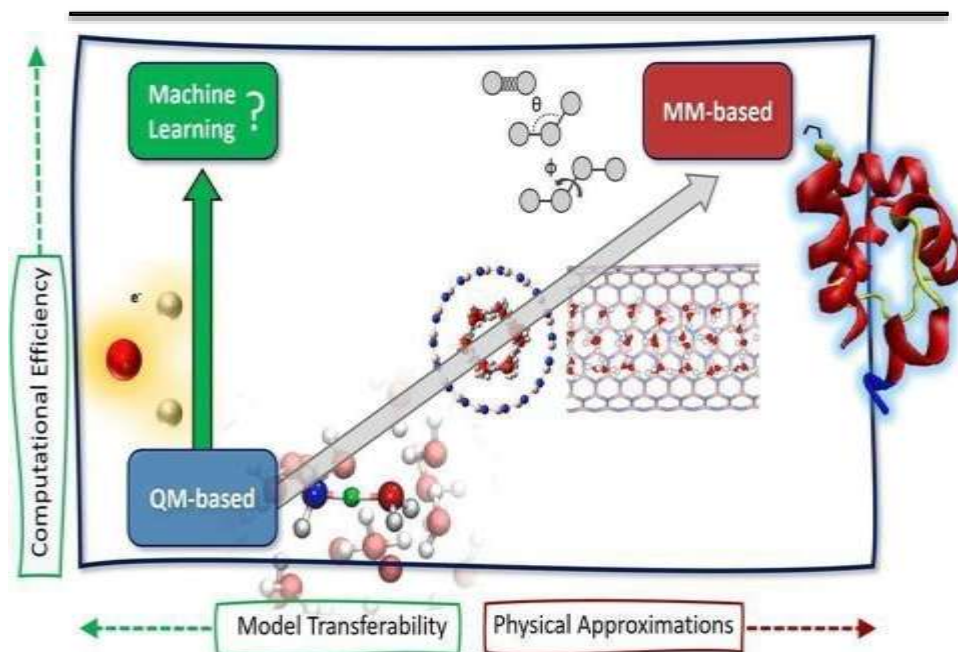 Machine
Learning ?
θ
MM-based
ϕ
e-
QM-based
Computational Efficiency
Model Transferability
Physical Approximations